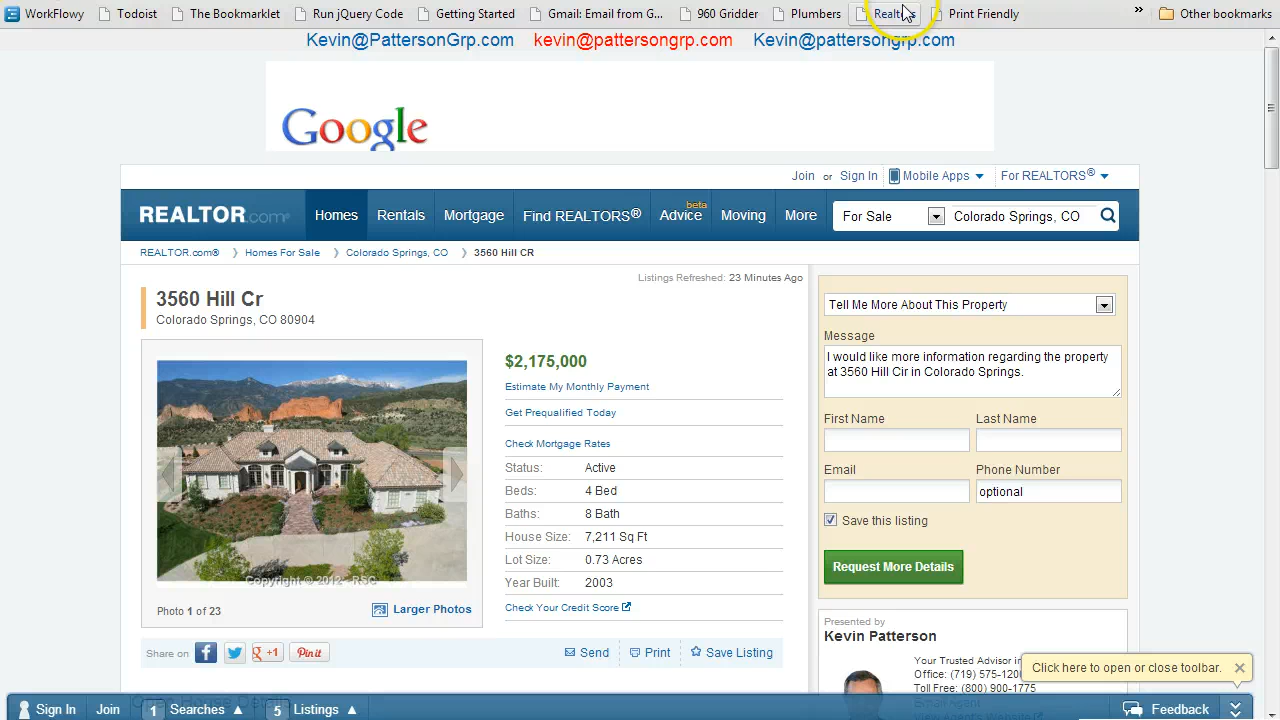 WorkFlowy Todoist The Bookmarklet Run jQuery Code Getting Started Gmail: Email from G... 960 Gridder Plumbers Realtors Print Friendly » Other bookmarks
Kevin@PattersonGrp.com kevin@pattersongrp.com Kevin@pattersongrp.com
Google
Join or Sign In Mobile Apps For REALTORS®
REALTOR.com® Homes Rentals Mortgage Find REALTORS® Advice beta Moving More For Sale Colorado Springs, CO
REALTOR.com® Homes For Sale Colorado Springs, CO 3560 Hill CR
Listings Refreshed: 23 Minutes Ago
3560 Hill Cr
Colorado Springs, CO 80904
$2,175,000
Estimate My Monthly Payment
Get Prequalified Today
Check Mortgage Rates
Status: Active
Beds: 4 Bed
Baths: 8 Bath
House Size: 7,211 Sq Ft
Lot Size: 0.73 Acres
Year Built: 2003
Check Your Credit Score
Copyright © 2012 - RSC
Photo 1 of 23 Larger Photos
Share on +1 Pin it Send Print Save Listing
Tell Me More About This Property
Message
I would like more information regarding the property
at 3560 Hill Cir in Colorado Springs.
First Name Last Name
Email Phone Number
optional
Save this listing
Request More Details
Presented by
Kevin Patterson
Your Trusted Advisor in
Office: (719) 575-120
Toll Free: (800) 900-1775
Click here to open or close toolbar.
Sign In Join 1 Searches 5 Listings Feedback